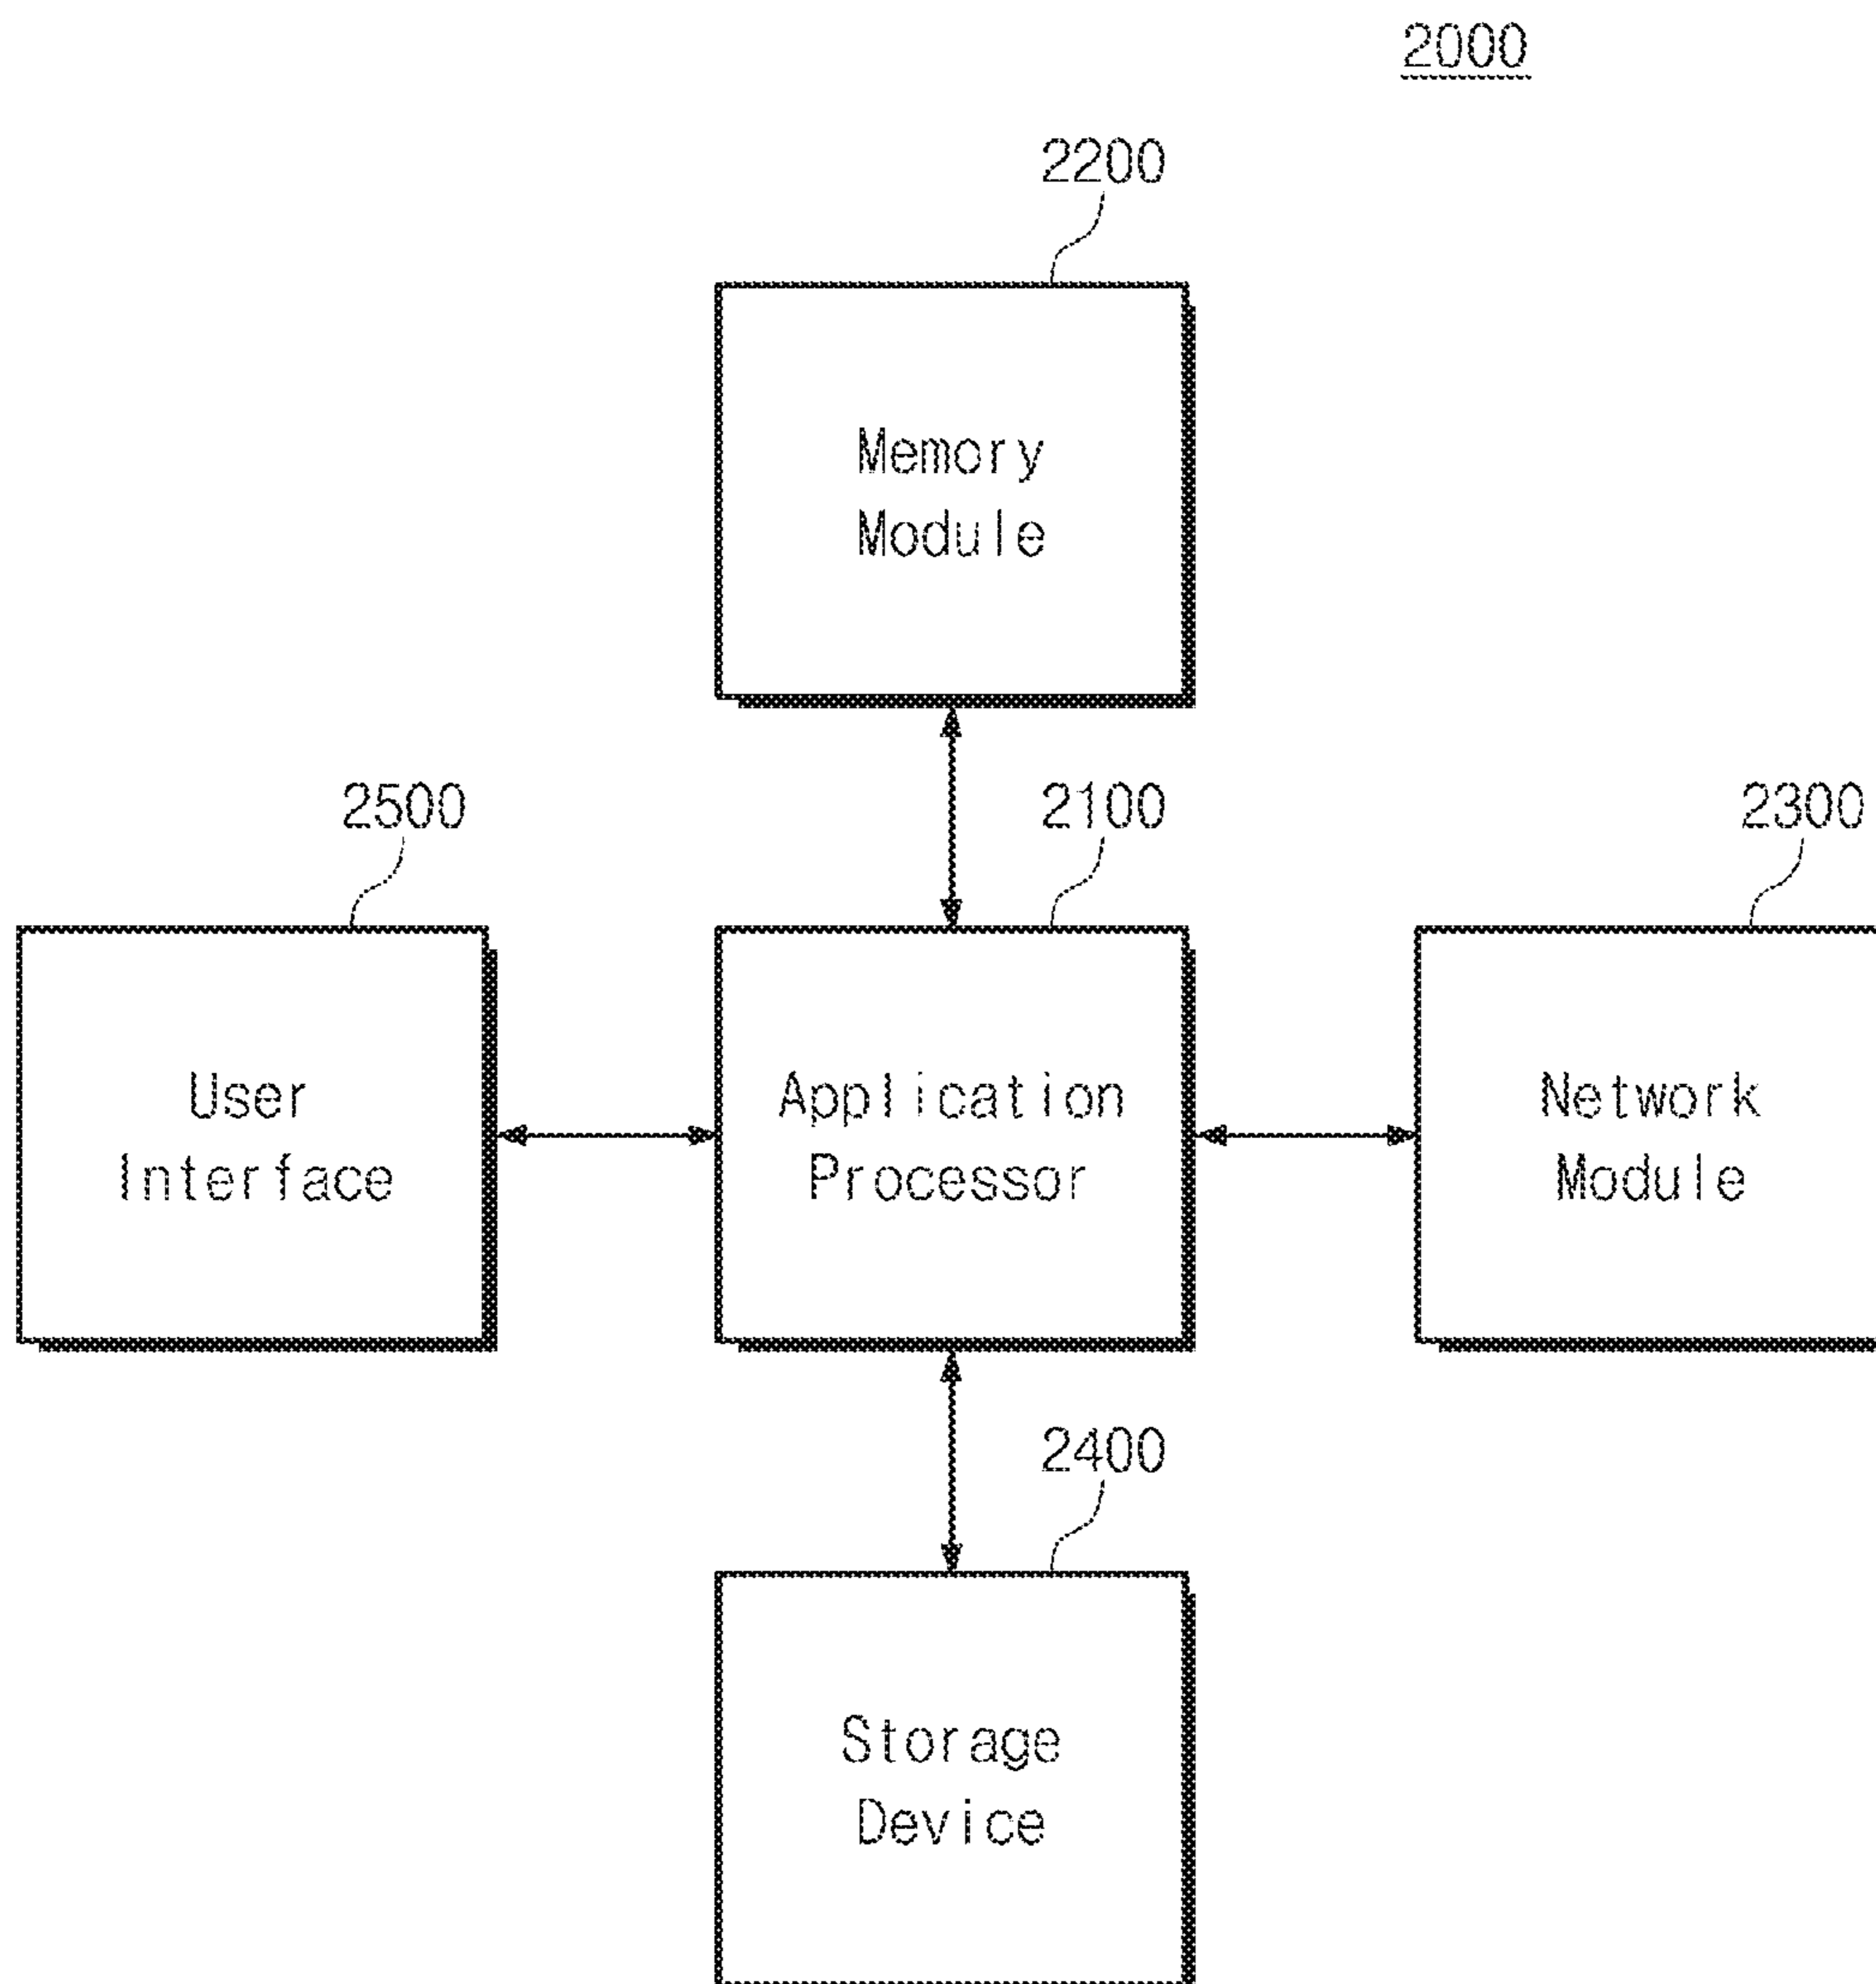 2000
2200
Memory
Module
2500
2100
2300
User
Interface
Application
Processor
Network
Module
2400
Storage
Device